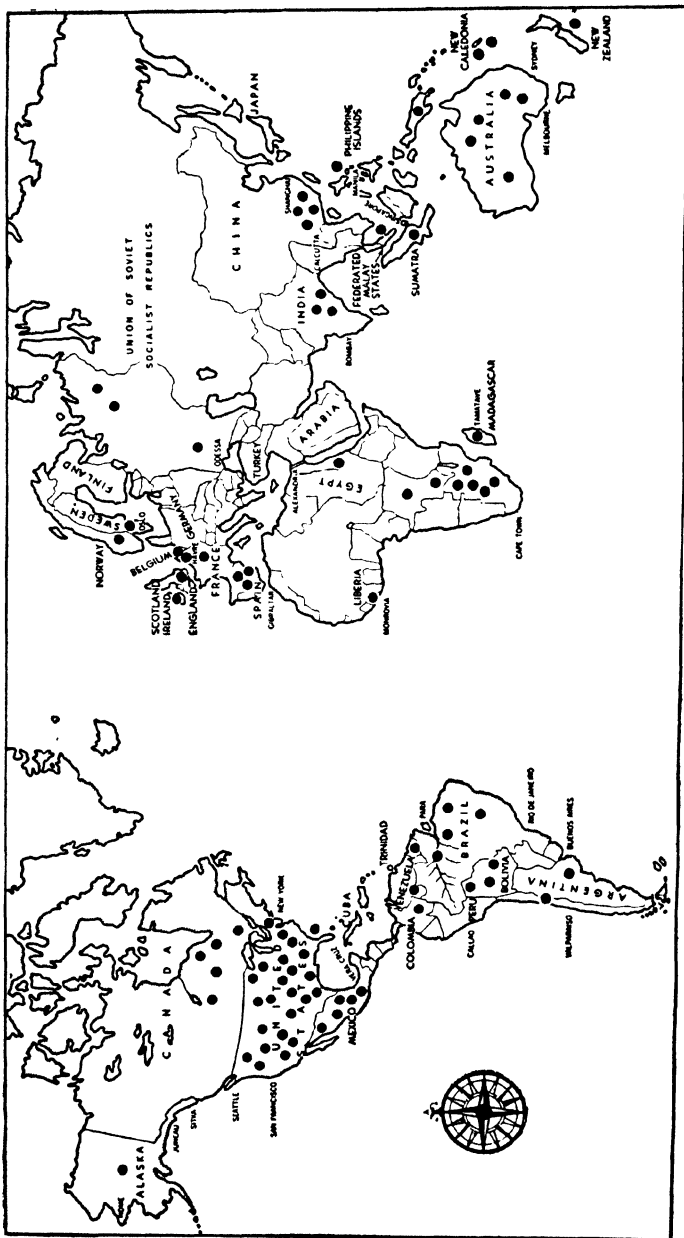 NOME
ALASKA
JUNEAU
SITKA
CANADA
SEATTLE
SAN FRANCISCO
UNITED
STATES
NEW YORK
MEXICO
VERA CRUZ
CUBA
TRINIDAD
VENEZUELA
COLOMBIA
PARA
BRAZIL
CALLAO
PERU
BOLIVIA
RIO DE JANEIRO
BUENOS AIRES
VALPARAISO
ARGENTINA
NORWAY
SWEDEN
OSLO
FINLAND
SCOTLAND
IRELAND
ENGLAND
BELGIUM
GERMANY
HAVRE
FRANCE
SPAIN
GIBRALTAR
ODESSA
TURKEY
UNION OF SOVIET
SOCIALIST REPUBLICS
ALEXANDRIA
EGYPT
ARABIA
LIBERIA
MONROVIA
CAPE TOWN
TAMATAVE
MADAGASCAR
CHINA
SHANGHAI
JAPAN
INDIA
CALCUTTA
BOMBAY
FEDERATED
MALAY
STATES
SINGAPORE
SUMATRA
MANILA
PHILIPPINE
ISLANDS
AUSTRALIA
MELBOURNE
SYDNEY
NEW
CALEDONIA
NEW
ZEALAND